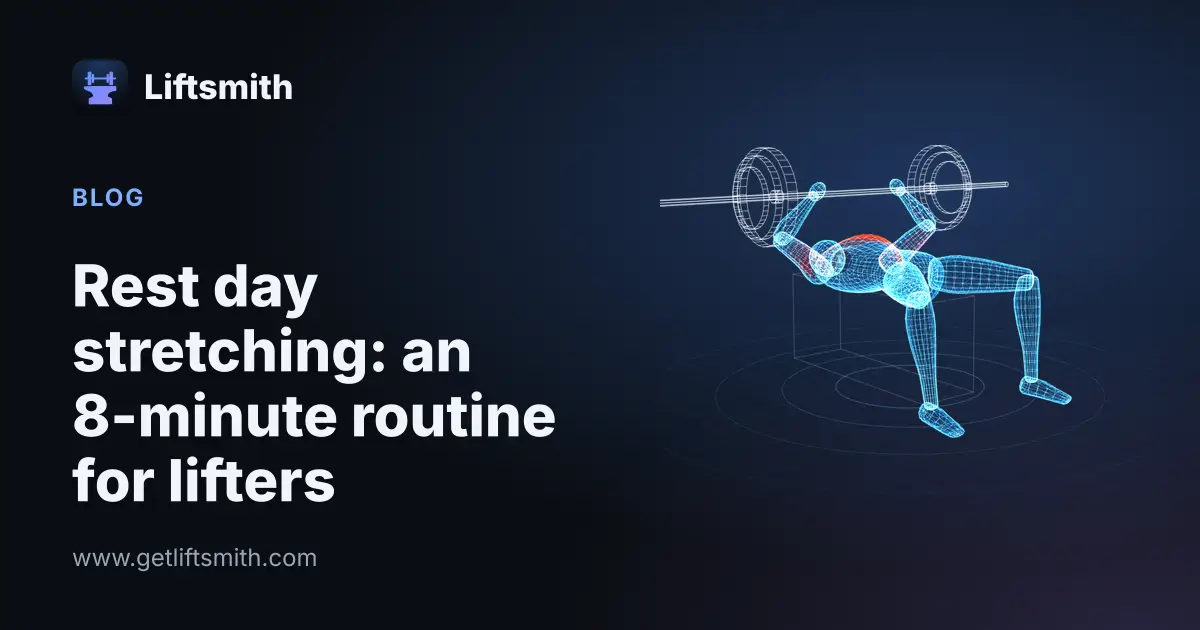 Liftsmith
BLOG
Rest day
stretching: an
8-minute routine
for lifters
www.getliftsmith.com